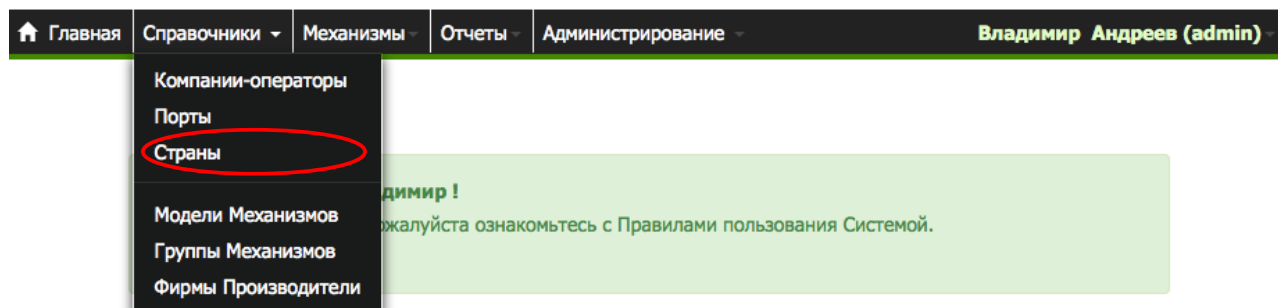 Главная Справочники Механизмы Отчеты Администрирование Владимир Андреев (admin)
Компании-операторы
Порты
Страны
димир !
Модели Механизмов
жалуйста ознакомьтесь с Правилами пользования Системой.
Группы Механизмов
Фирмы Производители